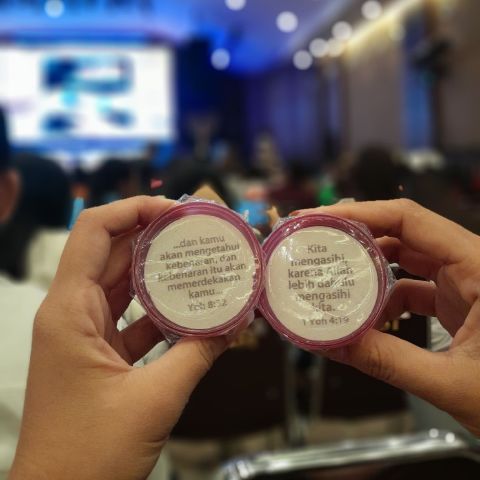 ...dan kamu
akan mengetahui
kebenaran, dan
kebenaran itu akan
memerdekakan
kamu...
Yoh 8:32
Kita
mengasihi,
karena Allah
lebih dahulu
mengasihi
kita.
1 Yoh 4:19